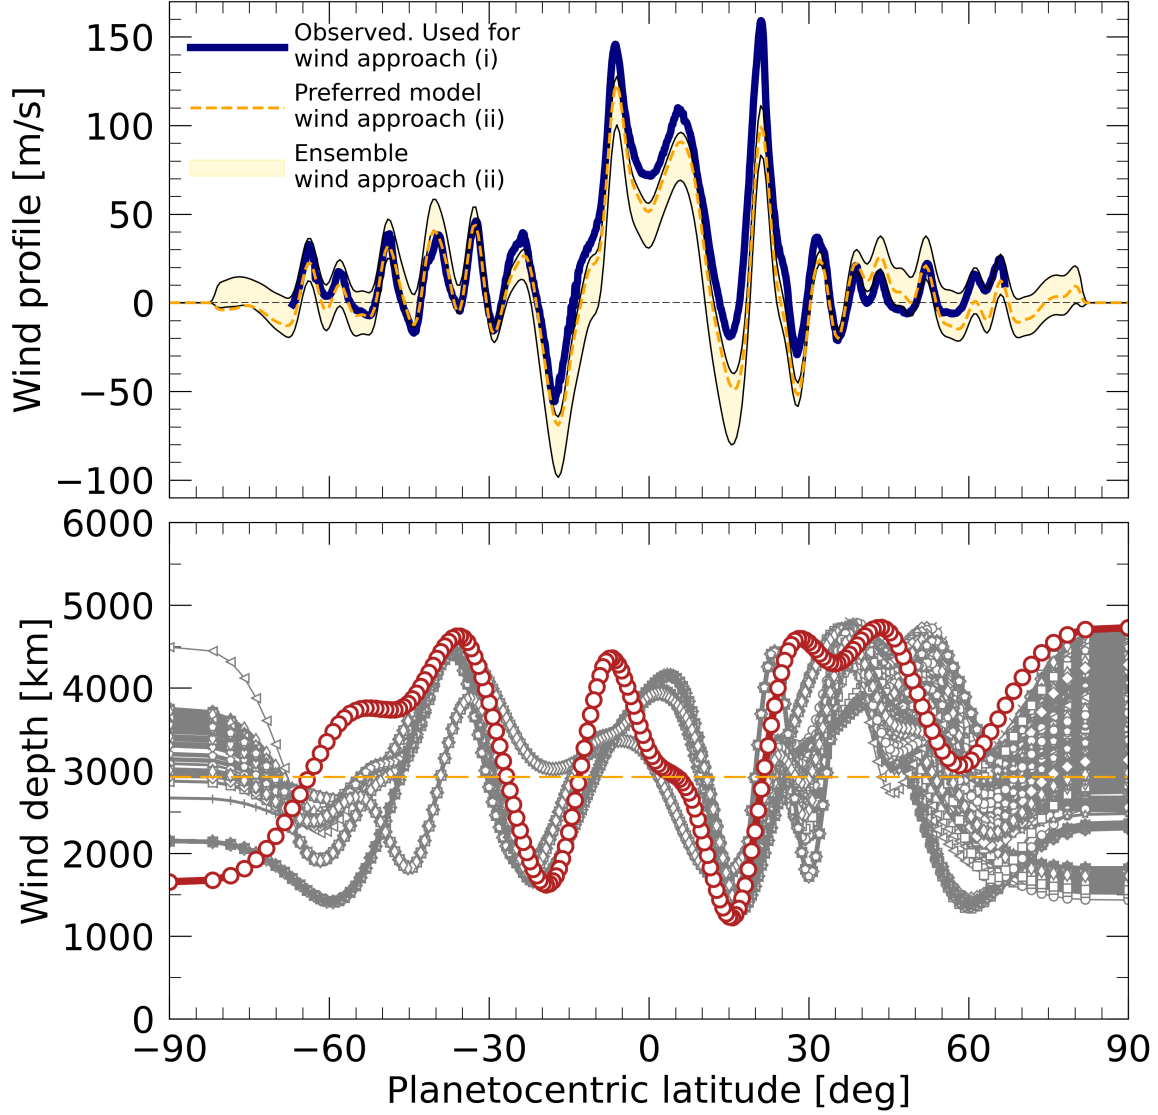 Observed. Used for
wind approach (i)
Preferred model
wind approach (ii)
Ensemble
wind approach (ii)
Wind profile [m/s]
150
100
50
0
−50
−100
Wind depth [km]
6000
5000
4000
3000
2000
1000
0
−90 −60 −30 0 30 60 90
Planetocentric latitude [deg]